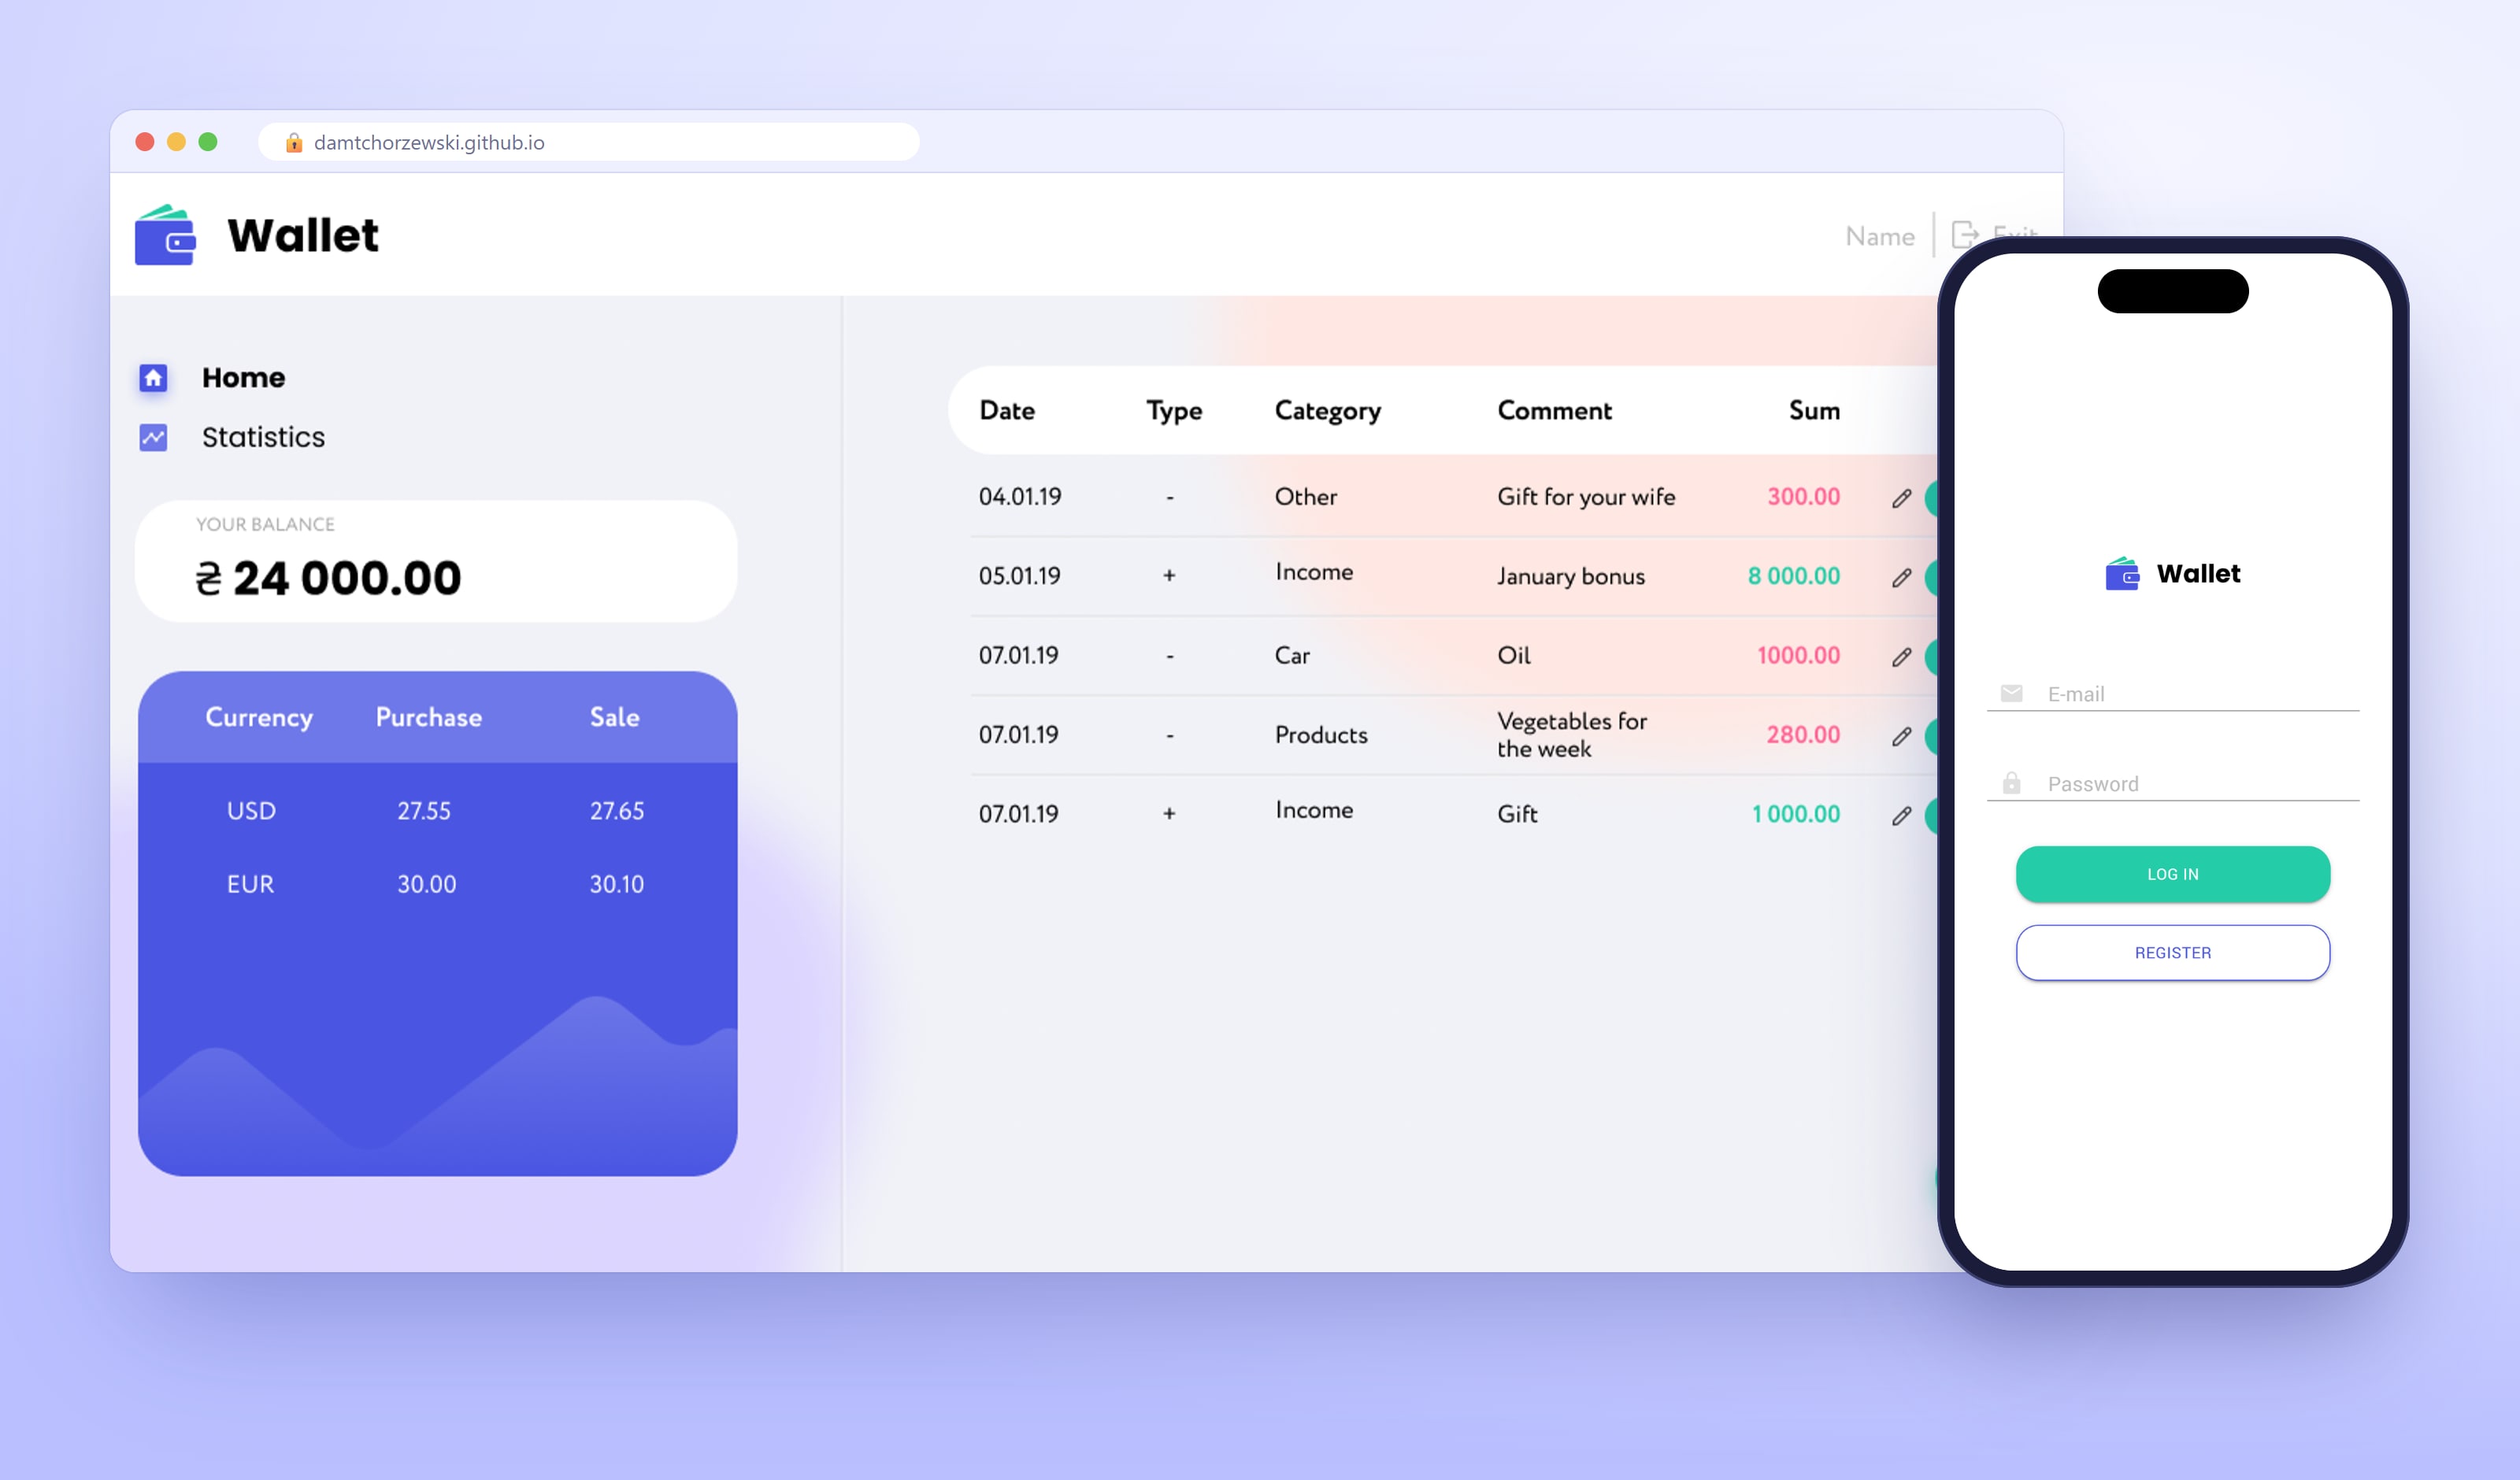 damtchorzewski.github.io
Wallet
Name
Exit
Home
Statistics
YOUR BALANCE
₴ 24 000.00
Currency Purchase Sale
USD 27.55 27.65
EUR 30.00 30.10
Date Type Category Comment Sum
04.01.19 - Other Gift for your wife 300.00
05.01.19 + Income January bonus 8 000.00
07.01.19 - Car Oil 1000.00
07.01.19 - Products Vegetables for
the week 280.00
07.01.19 + Income Gift 1 000.00
Wallet
E-mail
Password
LOG IN
REGISTER